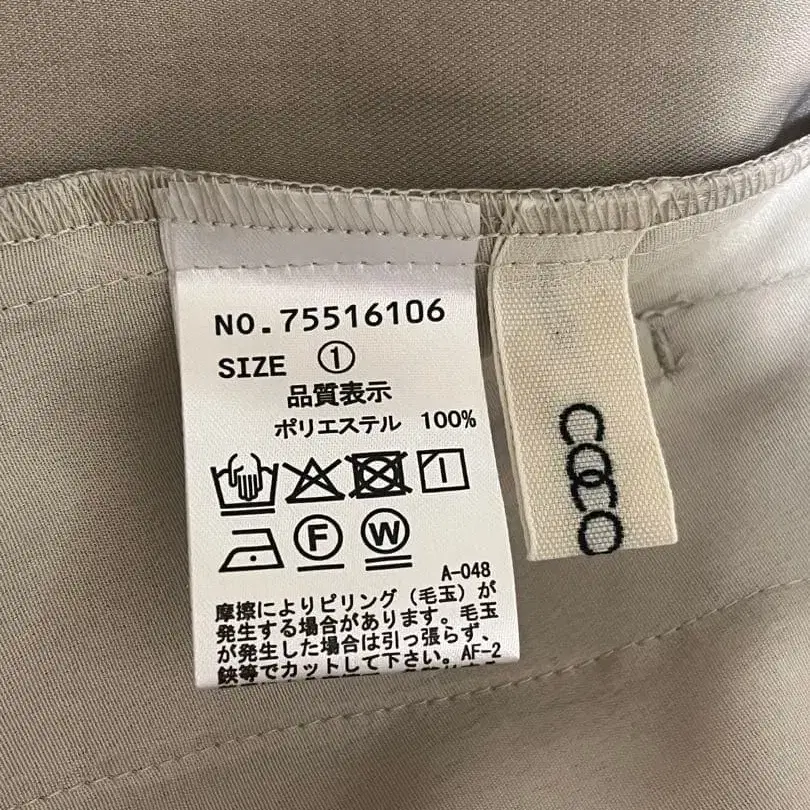 NO.75516106
SIZE ①
品質表示
ポリエステル 100%
F W
A-048
摩擦によりピリング(毛玉)が
発生する場合があります。毛玉
が発生した場合は引っ張らず、
鋏等でカットして下さい。AF-2
COCO